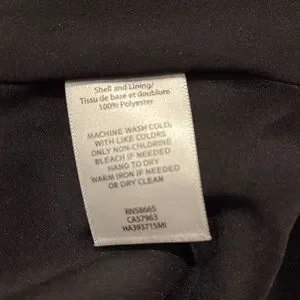 Shell and Lining/
Tissu de base et doublure
100% Polyester
MACHINE WASH COLD,
WITH LIKE COLORS
ONLY NON-CHLORINE
BLEACH IF NEEDED
HANG TO DRY
WARM IRON IF NEEDED
OR DRY CLEAN
RN58665
CA57963
HA393715MI